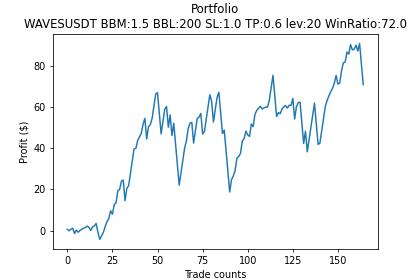 Portfolio
WAVESUSDT BBM:1.5 BBL:200 SL:1.0 TP:0.6 lev:20 WinRatio:72.0
Profit ($)
80
60
40
20
0
0 25 50 75 100 125 150
Trade counts